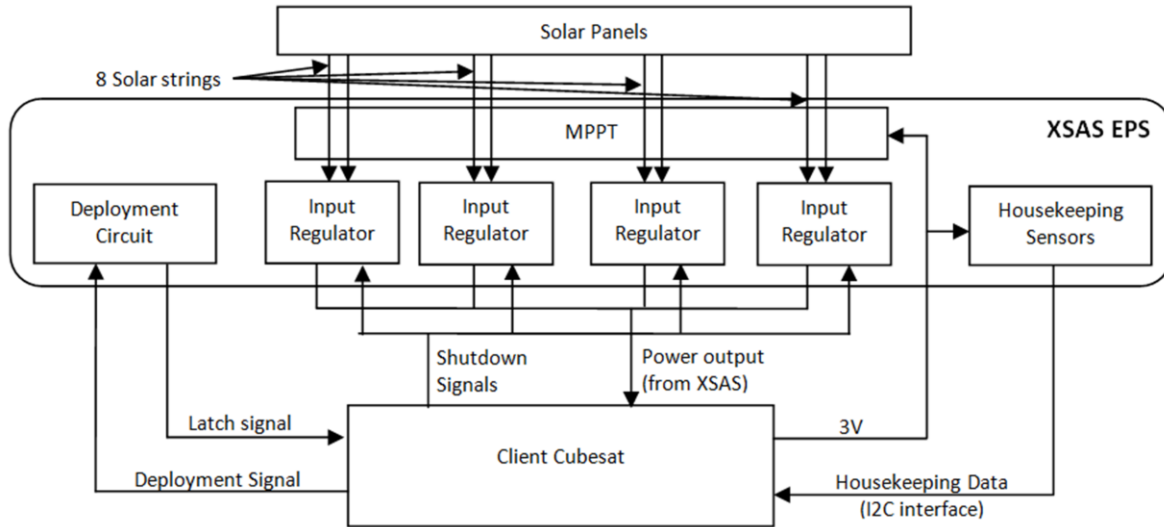 Solar Panels
8 Solar strings
MPPT
XSAS EPS
Deployment
Circuit
Input
Regulator
Input
Regulator
Input
Regulator
Input
Regulator
Housekeeping
Sensors
Shutdown
Signals
Power output
(from XSAS)
Latch signal
3V
Client Cubesat
Deployment Signal
Housekeeping Data
(I2C interface)